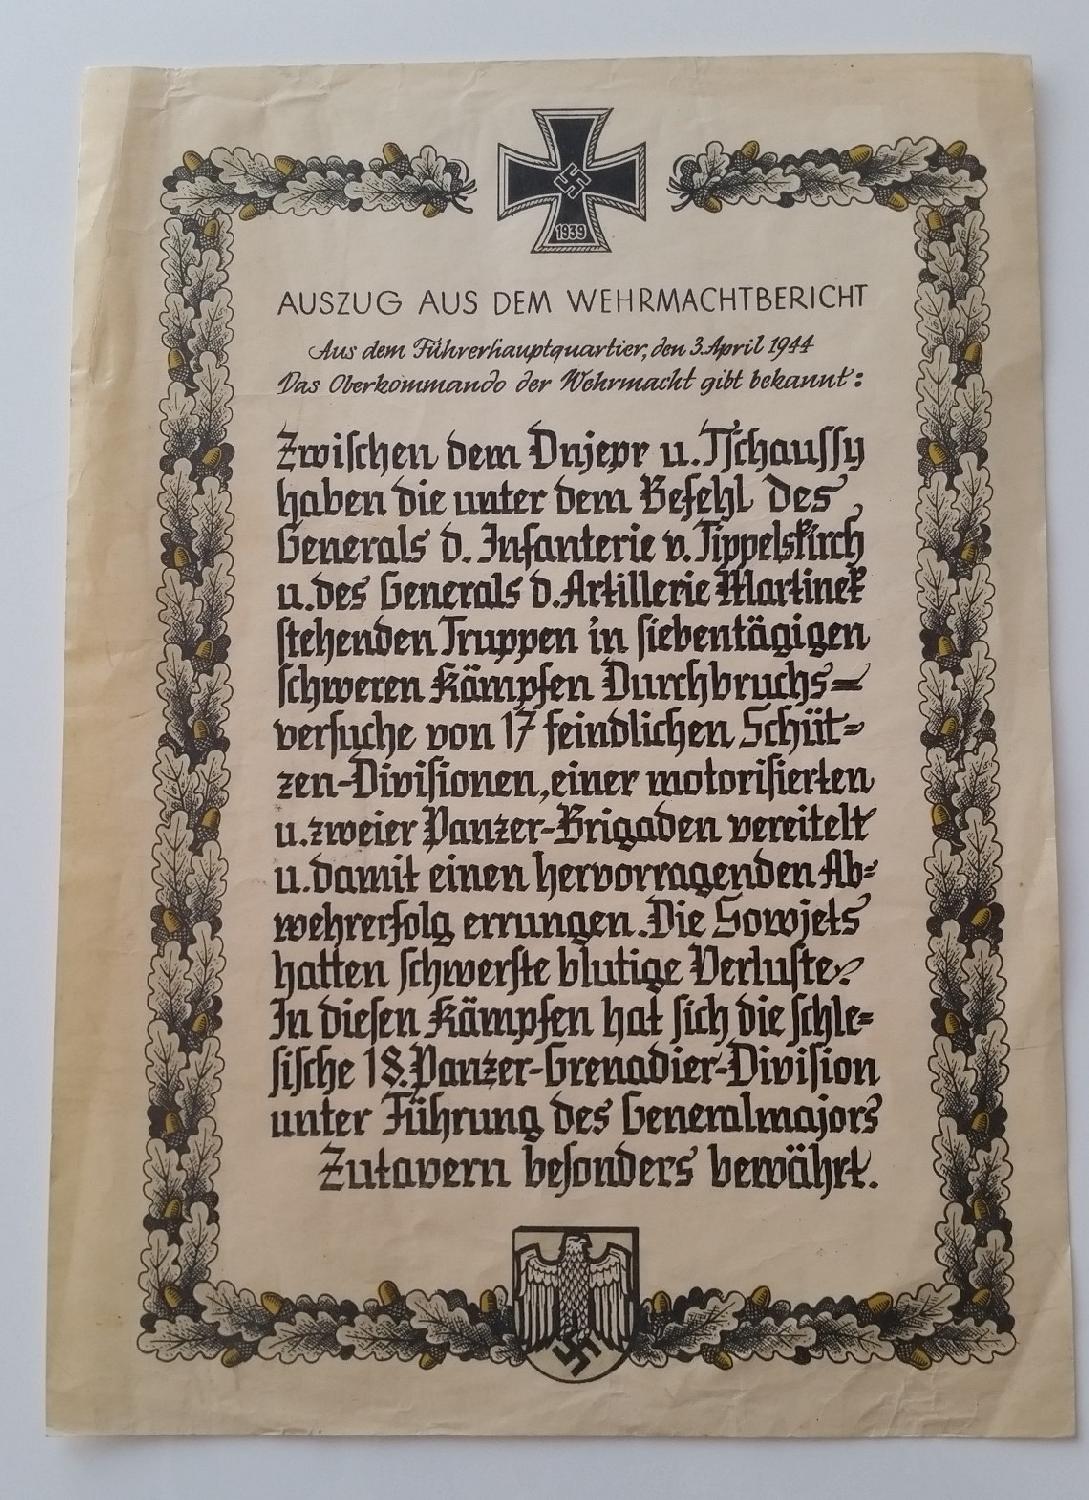 1939
AUSZUG AUS DEM WEHRMACHTBERICHT
Aus dem Führerhauptquartier, den 3. April 1944
Das Oberkommando der Wehrmacht gibt bekannt:
Zwischen dem Dnjepr u. Tschaussy
haben die unter dem Befehl des
Generals d. Infanterie v. Tippelskirch
u. des Generals d. Artillerie Martinek
stehenden Truppen in siebentägigen
schweren Kämpfen Durchbruchs=
versuche von 17 feindlichen Schüt=
zen-Divisionen, einer motorisierten
u. zweier Panzer-Brigaden vereitelt
u. damit einen hervorragenden Ab=
wehrerfolg errungen. Die Sowjets
hatten schwerste blutige Verluste.
In diesen Kämpfen hat sich die schle=
sische 18. Panzer-Grenadier-Division
unter Führung des Generalmajors
Zutavern besonders bewährt.